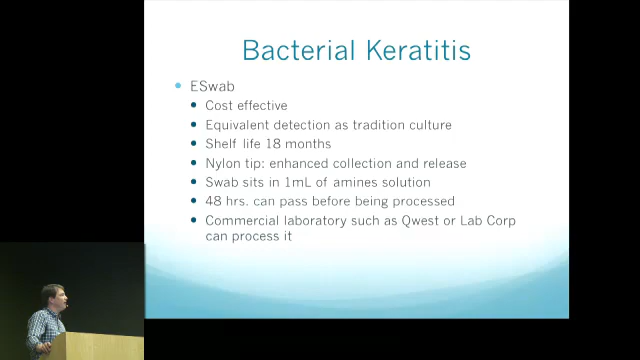 Bacterial Keratitis
ESwab
Cost effective
Equivalent detection as tradition culture
Shelf life 18 months
Nylon tip: enhanced collection and release
Swab sits in 1mL of amines solution
48 hrs. can pass before being processed
Commercial laboratory such as Qwest or Lab Corp
can process it